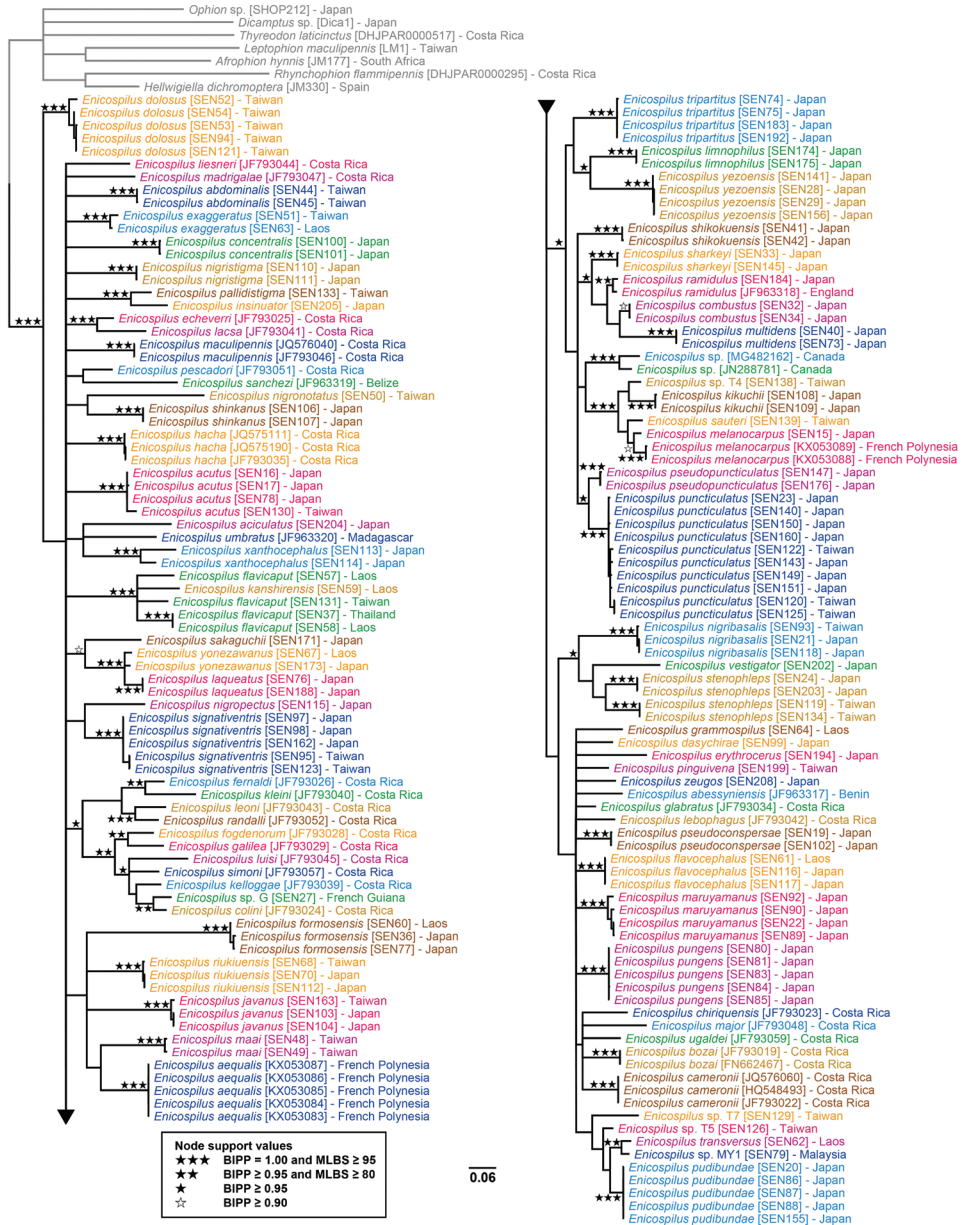 Ophion sp. [SHOP212] - Japan
Dicamptus sp. [Dica1] - Japan
Thyreodon laticinctus [DHJPAR0000517] - Costa Rica
Leptophion maculipennis [LM1] - Taiwan
Afrophion hynnis [JM177] - South Africa
Rhynchophion flammipennis [DHJPAR0000295] - Costa Rica
Hellwigiella dichromoptera [JM330] - Spain
Enicospilus dolosus [SEN52] - Taiwan
Enicospilus dolosus [SEN54] - Taiwan
Enicospilus dolosus [SEN53] - Taiwan
Enicospilus dolosus [SEN94] - Taiwan
Enicospilus dolosus [SEN121] - Taiwan
Enicospilus liesneri [JF793044] - Costa Rica
Enicospilus madrigalae [JF793047] - Costa Rica
Enicospilus abdominalis [SEN44] - Taiwan
Enicospilus abdominalis [SEN45] - Taiwan
Enicospilus exaggeratus [SEN51] - Taiwan
Enicospilus exaggeratus [SEN63] - Laos
Enicospilus concentralis [SEN100] - Japan
Enicospilus concentralis [SEN101] - Japan
Enicospilus nigristigma [SEN110] - Japan
Enicospilus nigristigma [SEN111] - Japan
Enicospilus pallidistigma [SEN133] - Taiwan
Enicospilus insinuator [SEN205] - Japan
Enicospilus echeverri [JF793025] - Costa Rica
Enicospilus lacsa [JF793041] - Costa Rica
Enicospilus maculipennis [JQ576040] - Costa Rica
Enicospilus maculipennis [JF793046] - Costa Rica
Enicospilus pescadori [JF793051] - Costa Rica
Enicospilus sanchezi [JF963319] - Belize
Enicospilus nigronotatus [SEN50] - Taiwan
Enicospilus shinkanus [SEN106] - Japan
Enicospilus shinkanus [SEN107] - Japan
Enicospilus hacha [JQ575111] - Costa Rica
Enicospilus hacha [JQ575190] - Costa Rica
Enicospilus hacha [JF793035] - Costa Rica
Enicospilus acutus [SEN16] - Japan
Enicospilus acutus [SEN17] - Japan
Enicospilus acutus [SEN78] - Japan
Enicospilus acutus [SEN130] - Taiwan
Enicospilus aciculatus [SEN204] - Japan
Enicospilus umbratus [JF963320] - Madagascar
Enicospilus xanthocephalus [SEN113] - Japan
Enicospilus xanthocephalus [SEN114] - Japan
Enicospilus flavicaput [SEN57] - Laos
Enicospilus kanshirensis [SEN59] - Laos
Enicospilus flavicaput [SEN131] - Taiwan
Enicospilus flavicaput [SEN37] - Thailand
Enicospilus flavicaput [SEN58] - Laos
Enicospilus sakaguchii [SEN171] - Japan
Enicospilus yonezawanus [SEN67] - Laos
Enicospilus yonezawanus [SEN173] - Japan
Enicospilus laqueatus [SEN76] - Japan
Enicospilus laqueatus [SEN188] - Japan
Enicospilus nigropectus [SEN115] - Japan
Enicospilus signativentris [SEN97] - Japan
Enicospilus signativentris [SEN98] - Japan
Enicospilus signativentris [SEN162] - Japan
Enicospilus signativentris [SEN95] - Taiwan
Enicospilus signativentris [SEN123] - Taiwan
Enicospilus fernaldi [JF793026] - Costa Rica
Enicospilus kleini [JF793040] - Costa Rica
Enicospilus leoni [JF793043] - Costa Rica
Enicospilus randalli [JF793052] - Costa Rica
Enicospilus fogdenorum [JF793028] - Costa Rica
Enicospilus galilea [JF793029] - Costa Rica
Enicospilus luisi [JF793045] - Costa Rica
Enicospilus simoni [JF793057] - Costa Rica
Enicospilus kelloggae [JF793039] - Costa Rica
Enicospilus sp. G [SEN27] - French Guiana
Enicospilus colini [JF793024] - Costa Rica
Enicospilus formosensis [SEN60] - Laos
Enicospilus formosensis [SEN36] - Japan
Enicospilus formosensis [SEN77] - Japan
Enicospilus riukiuensis [SEN68] - Taiwan
Enicospilus riukiuensis [SEN70] - Japan
Enicospilus riukiuensis [SEN112] - Japan
Enicospilus javanus [SEN163] - Taiwan
Enicospilus javanus [SEN103] - Japan
Enicospilus javanus [SEN104] - Japan
Enicospilus maai [SEN48] - Taiwan
Enicospilus maai [SEN49] - Taiwan
Enicospilus aequalis [KX053087] - French Polynesia
Enicospilus aequalis [KX053086] - French Polynesia
Enicospilus aequalis [KX053085] - French Polynesia
Enicospilus aequalis [KX053084] - French Polynesia
Enicospilus aequalis [KX053083] - French Polynesia
Node support values
★★★ BIPP = 1.00 and MLBS ≥ 95
★★ BIPP ≥ 0.95 and MLBS ≥ 80
★ BIPP ≥ 0.95
☆ BIPP ≥ 0.90
0.06
Enicospilus tripartitus [SEN74] - Japan
Enicospilus tripartitus [SEN75] - Japan
Enicospilus tripartitus [SEN183] - Japan
Enicospilus tripartitus [SEN192] - Japan
Enicospilus limnophilus [SEN174] - Japan
Enicospilus limnophilus [SEN175] - Japan
Enicospilus yezoensis [SEN141] - Japan
Enicospilus yezoensis [SEN28] - Japan
Enicospilus yezoensis [SEN29] - Japan
Enicospilus yezoensis [SEN156] - Japan
Enicospilus shikokuensis [SEN41] - Japan
Enicospilus shikokuensis [SEN42] - Japan
Enicospilus sharkeyi [SEN33] - Japan
Enicospilus sharkeyi [SEN145] - Japan
Enicospilus ramidulus [SEN184] - Japan
Enicospilus ramidulus [JF963318] - England
Enicospilus combustus [SEN32] - Japan
Enicospilus combustus [SEN34] - Japan
Enicospilus multidens [SEN40] - Japan
Enicospilus multidens [SEN73] - Japan
Enicospilus sp. [MG482162] - Canada
Enicospilus sp. [JN288781] - Canada
Enicospilus sp. T4 [SEN138] - Taiwan
Enicospilus kikuchii [SEN108] - Japan
Enicospilus kikuchii [SEN109] - Japan
Enicospilus sauteri [SEN139] - Taiwan
Enicospilus melanocarpus [SEN15] - Japan
Enicospilus melanocarpus [KX053089] - French Polynesia
Enicospilus melanocarpus [KX053088] - French Polynesia
Enicospilus pseudopuncticulatus [SEN147] - Japan
Enicospilus pseudopuncticulatus [SEN176] - Japan
Enicospilus puncticulatus [SEN23] - Japan
Enicospilus puncticulatus [SEN140] - Japan
Enicospilus puncticulatus [SEN150] - Japan
Enicospilus puncticulatus [SEN160] - Japan
Enicospilus puncticulatus [SEN122] - Taiwan
Enicospilus puncticulatus [SEN143] - Japan
Enicospilus puncticulatus [SEN149] - Japan
Enicospilus puncticulatus [SEN151] - Japan
Enicospilus puncticulatus [SEN120] - Taiwan
Enicospilus puncticulatus [SEN125] - Taiwan
Enicospilus nigribasalis [SEN93] - Taiwan
Enicospilus nigribasalis [SEN21] - Japan
Enicospilus nigribasalis [SEN118] - Japan
Enicospilus vestigator [SEN202] - Japan
Enicospilus stenophleps [SEN24] - Japan
Enicospilus stenophleps [SEN203] - Japan
Enicospilus stenophleps [SEN119] - Taiwan
Enicospilus stenophleps [SEN134] - Taiwan
Enicospilus grammospilus [SEN64] - Laos
Enicospilus dasychirae [SEN99] - Japan
Enicospilus erythrocerus [SEN194] - Japan
Enicospilus pinguivena [SEN199] - Taiwan
Enicospilus zeugos [SEN208] - Japan
Enicospilus abessyniensis [JF963317] - Benin
Enicospilus glabratus [JF793034] - Costa Rica
Enicospilus lebophagus [JF793042] - Costa Rica
Enicospilus pseudoconspersae [SEN19] - Japan
Enicospilus pseudoconspersae [SEN102] - Japan
Enicospilus flavocephalus [SEN61] - Laos
Enicospilus flavocephalus [SEN116] - Japan
Enicospilus flavocephalus [SEN117] - Japan
Enicospilus maruyamanus [SEN92] - Japan
Enicospilus maruyamanus [SEN90] - Japan
Enicospilus maruyamanus [SEN22] - Japan
Enicospilus maruyamanus [SEN89] - Japan
Enicospilus pungens [SEN80] - Japan
Enicospilus pungens [SEN81] - Japan
Enicospilus pungens [SEN83] - Japan
Enicospilus pungens [SEN84] - Japan
Enicospilus pungens [SEN85] - Japan
Enicospilus chiriquensis [JF793023] - Costa Rica
Enicospilus major [JF793048] - Costa Rica
Enicospilus ugaldei [JF793059] - Costa Rica
Enicospilus bozai [JF793019] - Costa Rica
Enicospilus bozai [FN662467] - Costa Rica
Enicospilus cameronii [JQ576060] - Costa Rica
Enicospilus cameronii [HQ548493] - Costa Rica
Enicospilus cameronii [JF793022] - Costa Rica
Enicospilus sp. T7 [SEN129] - Taiwan
Enicospilus sp. T5 [SEN126] - Taiwan
Enicospilus transversus [SEN62] - Laos
Enicospilus sp. MY1 [SEN79] - Malaysia
Enicospilus pudibundae [SEN20] - Japan
Enicospilus pudibundae [SEN86] - Japan
Enicospilus pudibundae [SEN87] - Japan
Enicospilus pudibundae [SEN88] - Japan
Enicospilus pudibundae [SEN155] - Japan